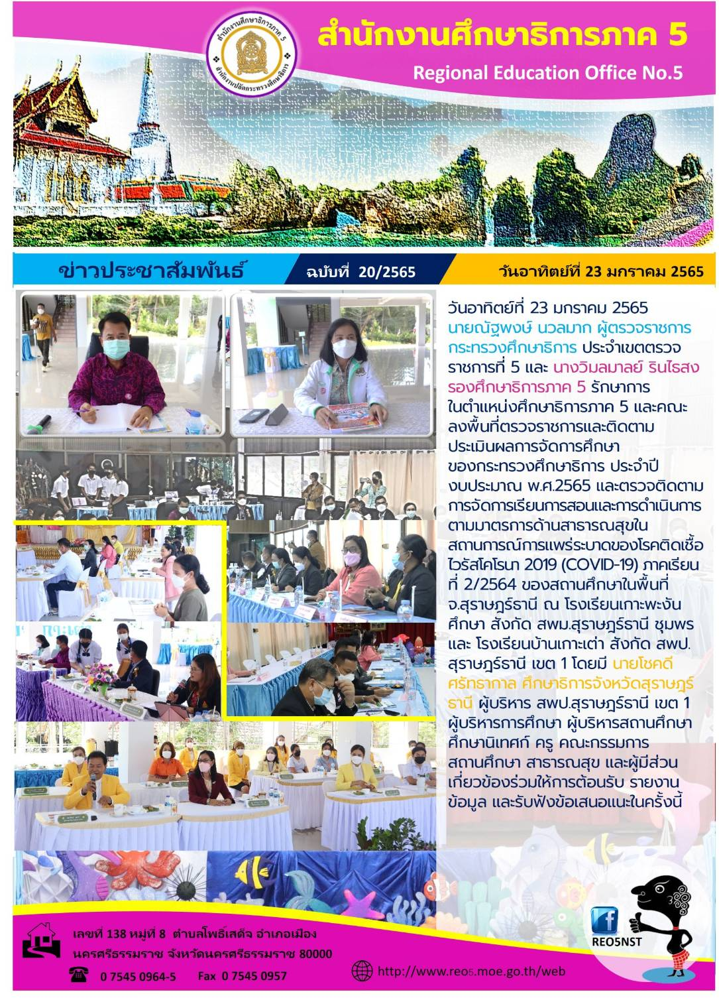 สำนักงานศึกษาธิการภาค 5
สำนักงานปลัดกระทรวงศึกษาธิการ
สำนักงานศึกษาธิการภาค 5
Regional Education Office No.5
ข่าวประชาสัมพันธ์
ฉบับที่ 20/2565
วันอาทิตย์ที่ 23 มกราคม 2565
วันอาทิตย์ที่ 23 มกราคม 2565
นายณัฐพงษ์ นวลมาก ผู้ตรวจราชการ
กระทรวงศึกษาธิการ ประจำเขตตรวจ
ราชการที่ 5 และ นางวิมลมาลย์ รินไธสง
รองศึกษาธิการภาค 5 รักษาการ
ในตำแหน่งศึกษาธิการภาค 5 และคณะ
ลงพื้นที่ตรวจราชการและติดตาม
ประเมินผลการจัดการศึกษา
ของกระทรวงศึกษาธิการ ประจำปี
งบประมาณ พ.ศ.2565 และตรวจติดตาม
การจัดการเรียนการสอนและการดำเนินการ
ตามมาตรการด้านสาธารณสุขใน
สถานการณ์การแพร่ระบาดของโรคติดเชื้อ
ไวรัสโคโรนา 2019 (COVID-19) ภาคเรียน
ที่ 2/2564 ของสถานศึกษาในพื้นที่
จ.สุราษฎร์ธานี ณ โรงเรียนเกาะพะงัน
ศึกษา สังกัด สพม.สุราษฎร์ธานี ชุมพร
และ โรงเรียนบ้านเกาะเต่า สังกัด สพป.
สุราษฎร์ธานี เขต 1 โดยมี นายโชคดี
ศรัทธากาล ศึกษาธิการจังหวัดสุราษฎร์
ธานี ผู้บริหาร สพป.สุราษฎร์ธานี เขต 1
ผู้บริหารการศึกษา ผู้บริหารสถานศึกษา
ศึกษานิเทศก์ ครู คณะกรรมการ
สถานศึกษา สาธารณสุข และผู้มีส่วน
เกี่ยวข้องร่วมให้การต้อนรับ รายงาน
ข้อมูล และรับฟังข้อเสนอแนะในครั้งนี้
REO5NST
เลขที่ 138 หมู่ที่ 8 ตำบลโพธิ์เสด็จ อำเภอเมือง
นครศรีธรรมราช จังหวัดนครศรีธรรมราช 80000
0 7545 0964-5 Fax 0 7545 0957
http://www.reo5.moe.go.th/web